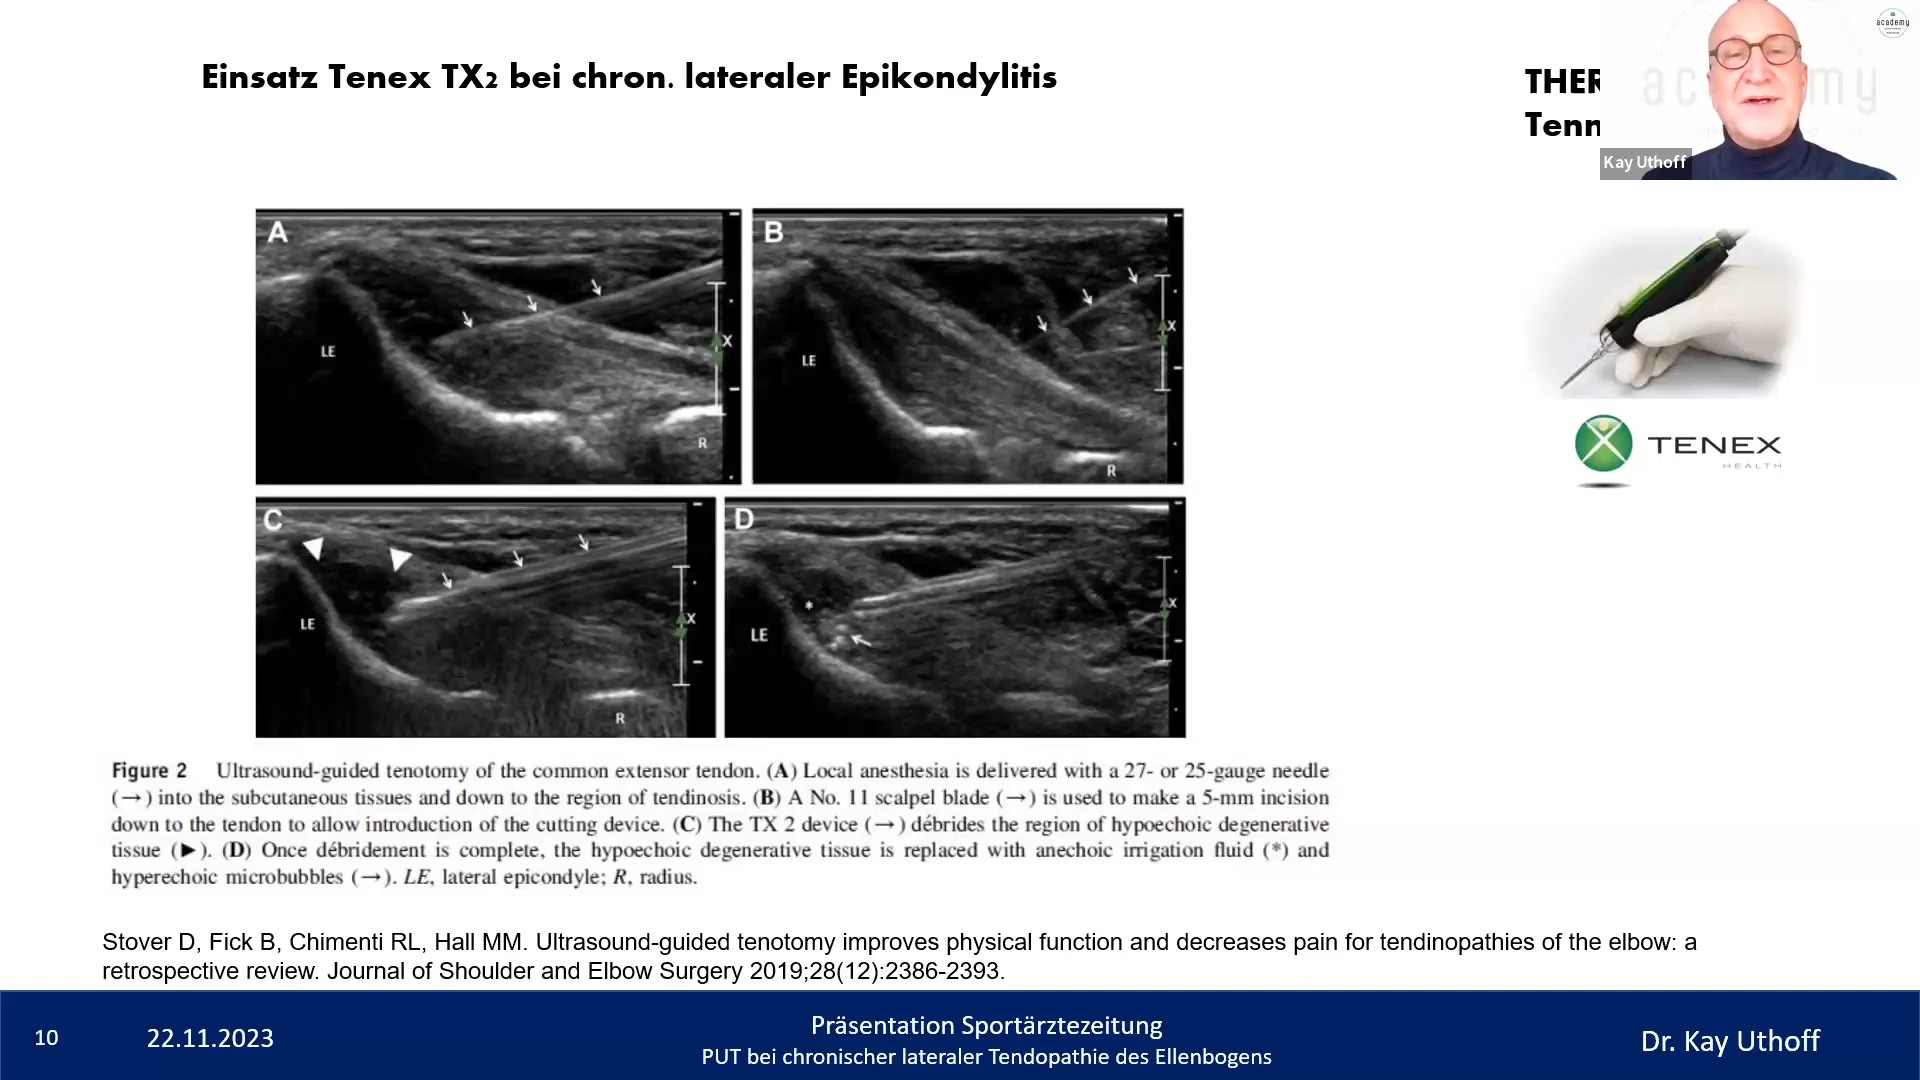 Einsatz Tenex TX2 bei chron. lateraler Epikondylitis
THER
Tenn
academy
academy
Kay Uthoff
A
LE
X
R
B
LE
X
R
C
LE
X
R
D
*
LE
X
TENEX
HEALTH
Figure 2 Ultrasound-guided tenotomy of the common extensor tendon. (A) Local anesthesia is delivered with a 27- or 25-gauge needle
(→) into the subcutaneous tissues and down to the region of tendinosis. (B) A No. 11 scalpel blade (→) is used to make a 5-mm incision
down to the tendon to allow introduction of the cutting device. (C) The TX 2 device (→) débrides the region of hypoechoic degenerative
tissue (▶). (D) Once débridement is complete, the hypoechoic degenerative tissue is replaced with anechoic irrigation fluid (*) and
hyperechoic microbubbles (→). LE, lateral epicondyle; R, radius.
Stover D, Fick B, Chimenti RL, Hall MM. Ultrasound-guided tenotomy improves physical function and decreases pain for tendinopathies of the elbow: a
retrospective review. Journal of Shoulder and Elbow Surgery 2019;28(12):2386-2393.
10
22.11.2023
Präsentation Sportärztezeitung
PUT bei chronischer lateraler Tendopathie des Ellenbogens
Dr. Kay Uthoff